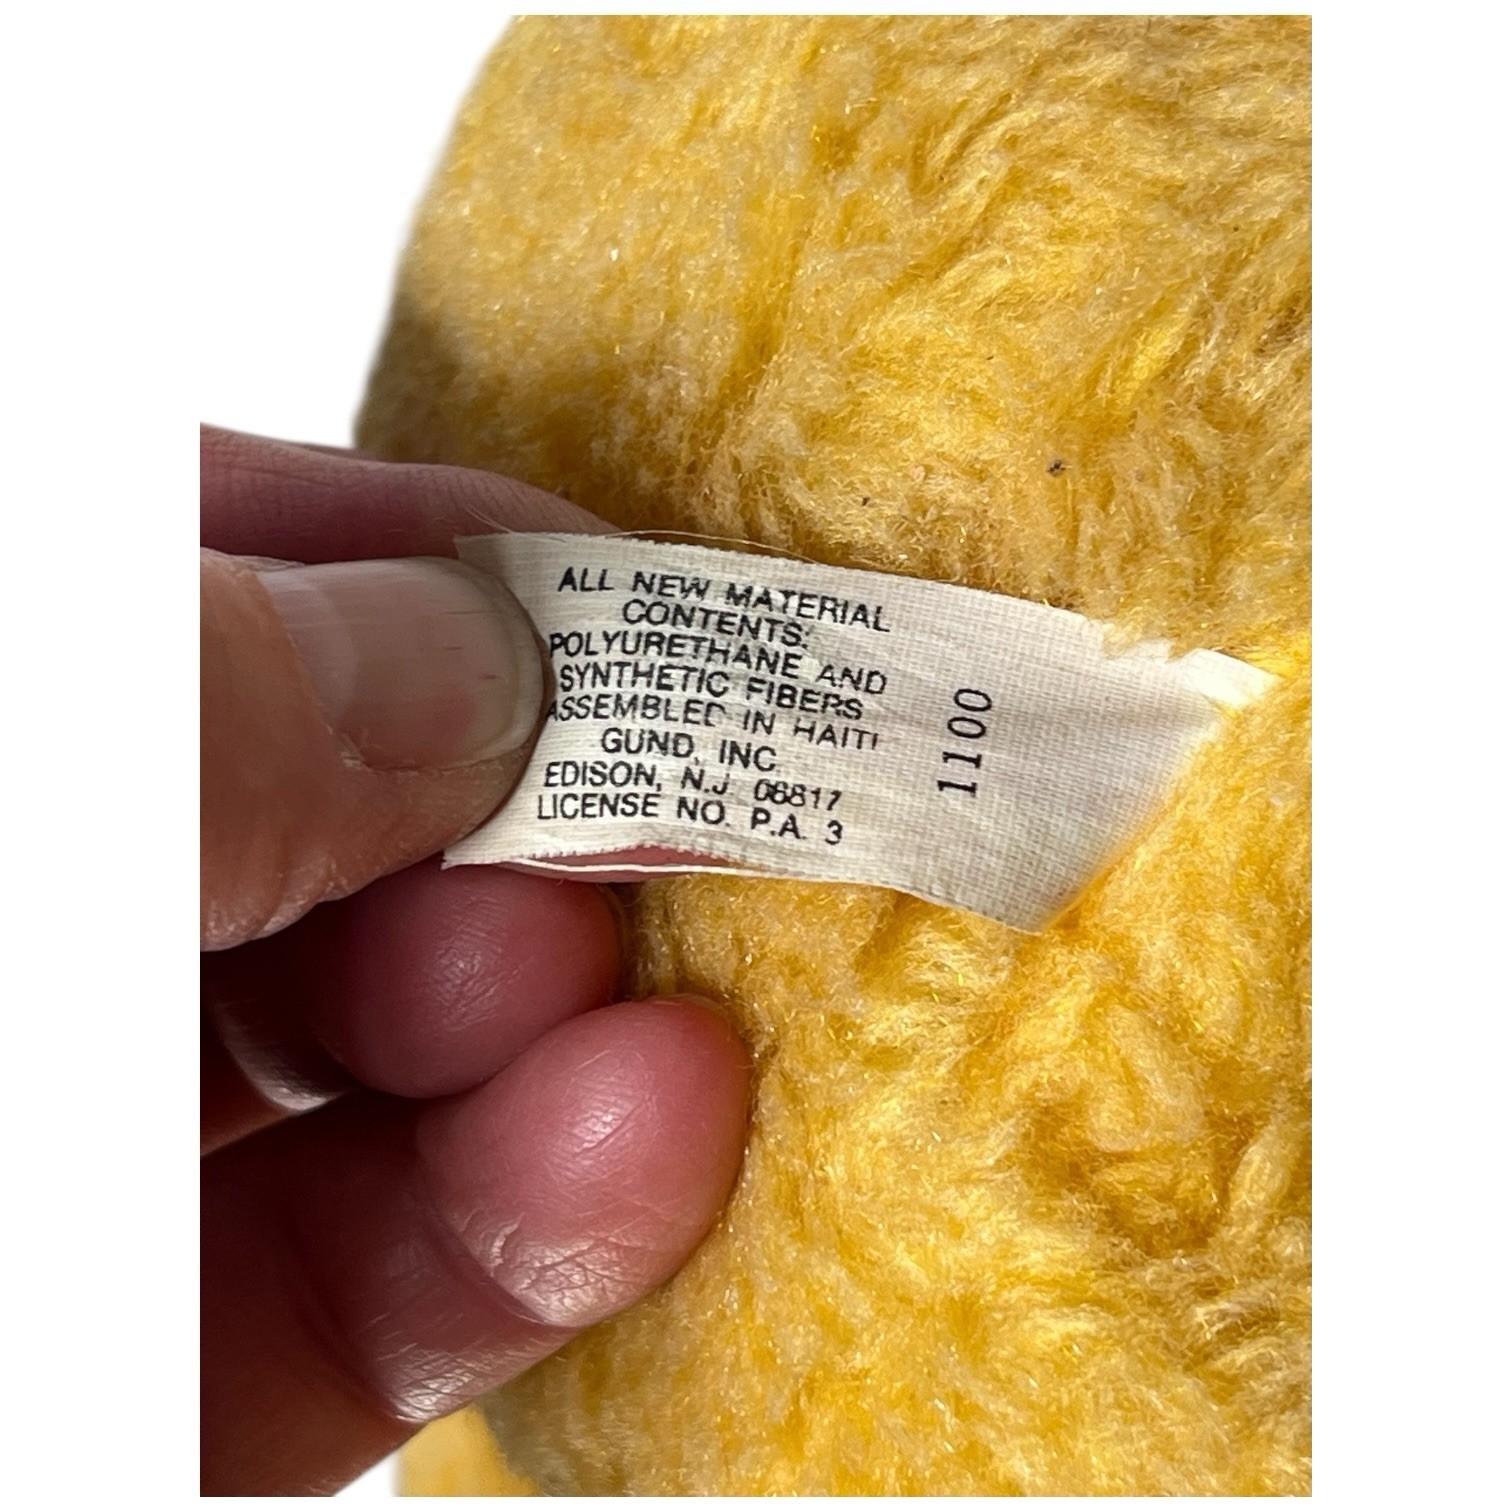 ALL NEW MATERIAL
CONTENTS:
POLYURETHANE AND
SYNTHETIC FIBERS
ASSEMBLED IN HAITI
GUND, INC.
EDISON, N.J. 08817
LICENSE NO. P.A. 3
1100